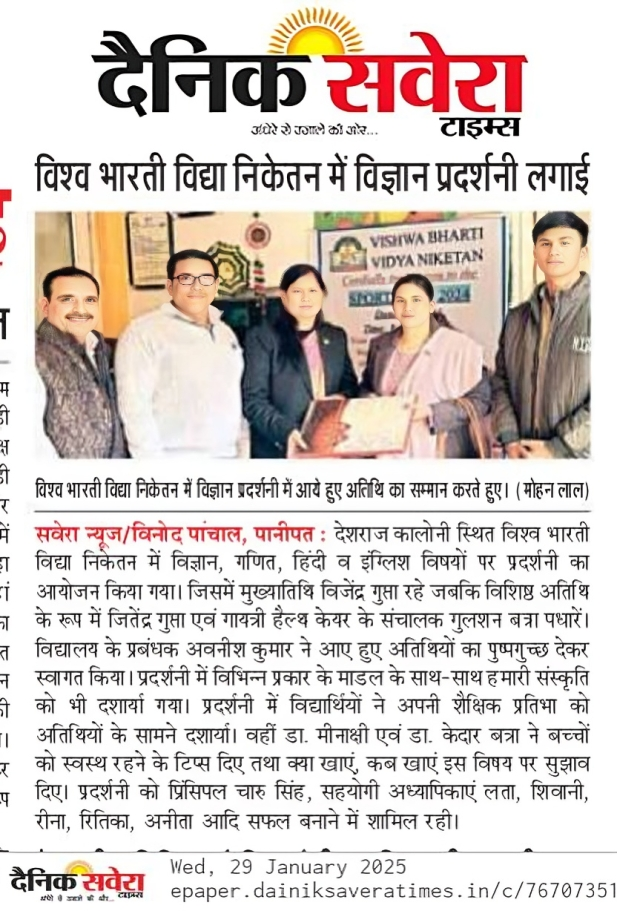 दैनिक सवेरा
टाइम्स
अंधेरे से उजाले की ओर...
विश्व भारती विद्या निकेतन में विज्ञान प्रदर्शनी लगाई
VISHWA BHARTI
VIDYA NIKETAN
2024
विश्व भारती विद्या निकेतन में विज्ञान प्रदर्शनी में आये हुए अतिथि का सम्मान करते हुए। (मोहन लाल)
सवेरा न्यूज/विनोद पांचाल, पानीपत : देशराज कालोनी स्थित विश्व भारती
विद्या निकेतन में विज्ञान, गणित, हिंदी व इंग्लिश विषयों पर प्रदर्शनी का
आयोजन किया गया। जिसमें मुख्यातिथि विजेंद्र गुप्ता रहे जबकि विशिष्ठ अतिथि
के रूप में जितेंद्र गुप्ता एवं गायत्री हैल्थ केयर के संचालक गुलशन बत्रा पधारें।
विद्यालय के प्रबंधक अवनीश कुमार ने आए हुए अतिथियों का पुष्पगुच्छ देकर
स्वागत किया। प्रदर्शनी में विभिन्न प्रकार के माडल के साथ-साथ हमारी संस्कृति
को भी दशार्या गया। प्रदर्शनी में विद्यार्थियों ने अपनी शैक्षिक प्रतिभा को
अतिथियों के सामने दशार्या। वहीं डा. मीनाक्षी एवं डा. केदार बत्रा ने बच्चों
को स्वस्थ रहने के टिप्स दिए तथा क्या खाएं, कब खाएं इस विषय पर सुझाव
दिए। प्रदर्शनी को प्रिंसिपल चारु सिंह, सहयोगी अध्यापिकाएं लता, शिवानी,
रीना, रितिका, अनीता आदि सफल बनाने में शामिल रही।
दैनिक सवेरा
टाइम्स
अंधेरे से उजाले की ओर...
Wed, 29 January 2025
epaper.dainiksaveratimes.in/c/76707351